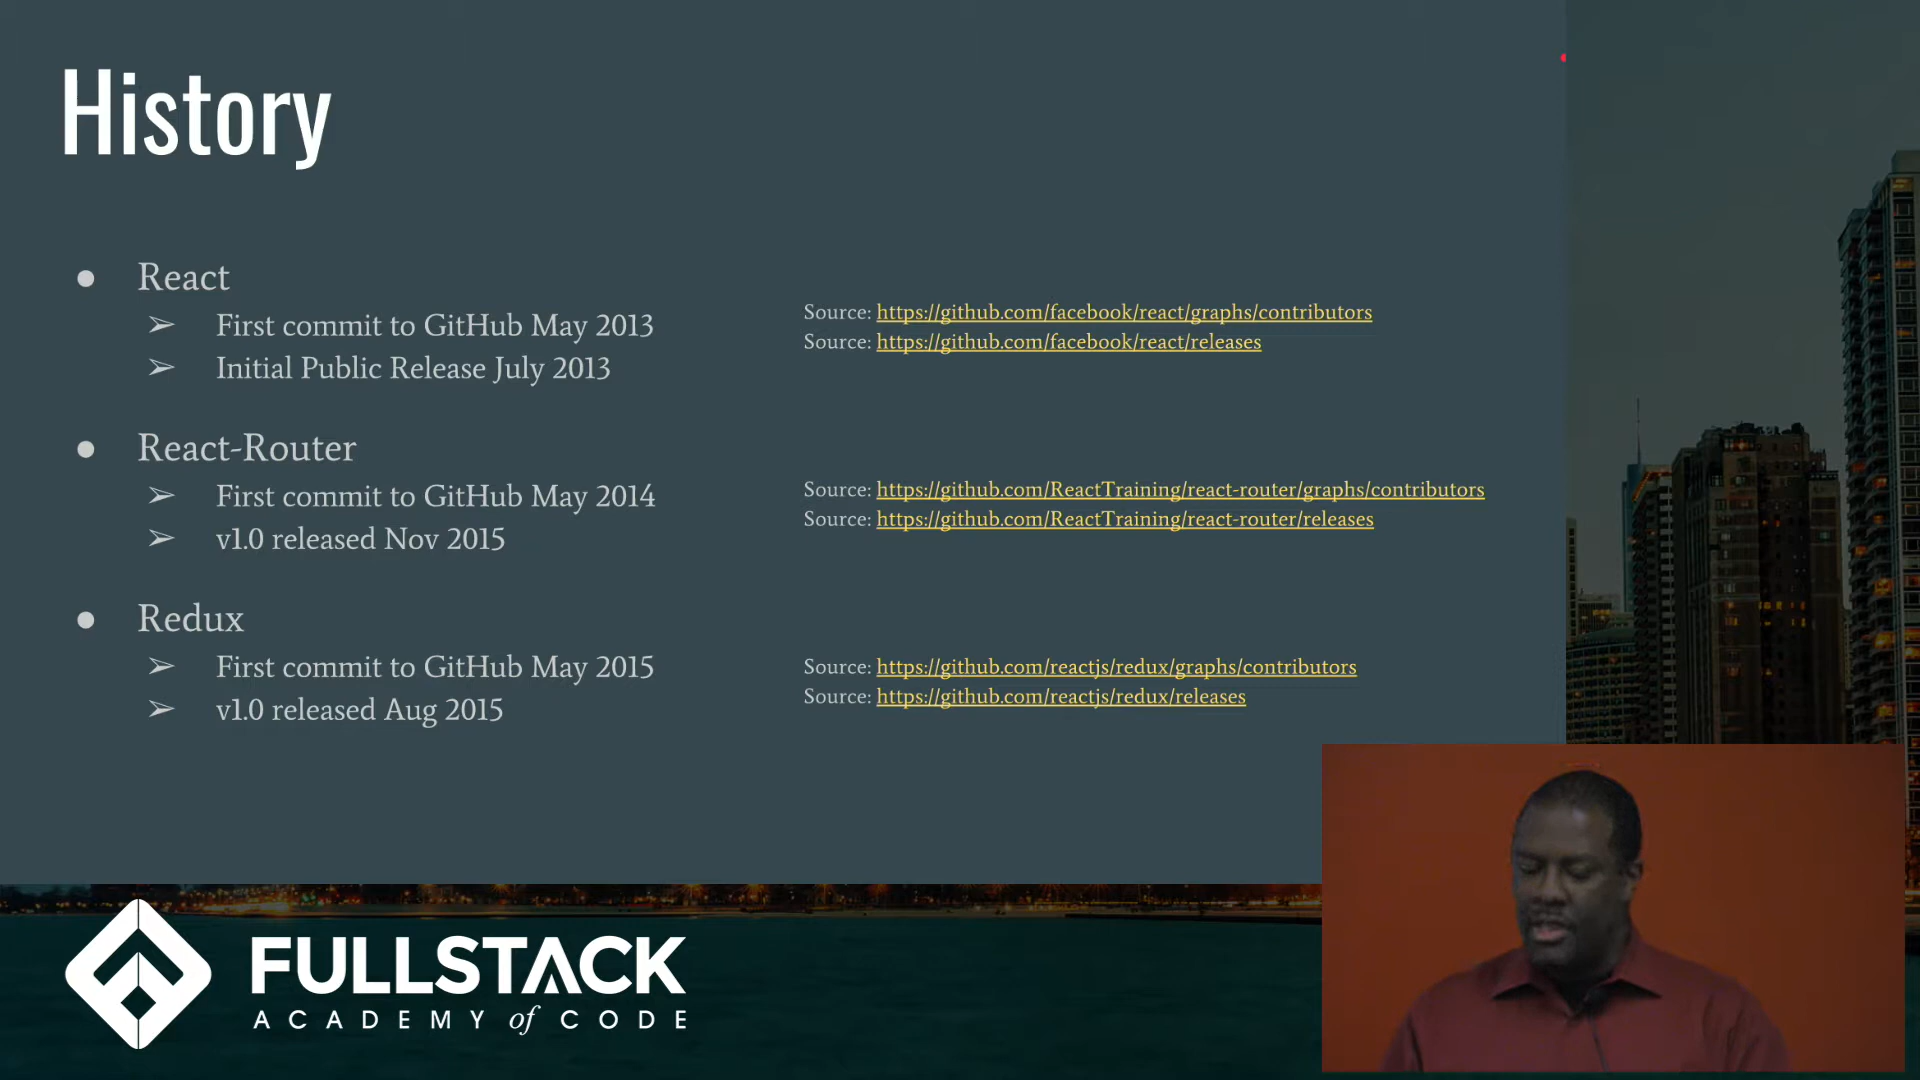 History
● React
➢ First commit to GitHub May 2013
➢ Initial Public Release July 2013
Source: https://github.com/facebook/react/graphs/contributors
Source: https://github.com/facebook/react/releases
● React-Router
➢ First commit to GitHub May 2014
➢ v1.0 released Nov 2015
Source: https://github.com/ReactTraining/react-router/graphs/contributors
Source: https://github.com/ReactTraining/react-router/releases
● Redux
➢ First commit to GitHub May 2015
➢ v1.0 released Aug 2015
Source: https://github.com/reactjs/redux/graphs/contributors
Source: https://github.com/reactjs/redux/releases
FULLSTACK
ACADEMY of CODE